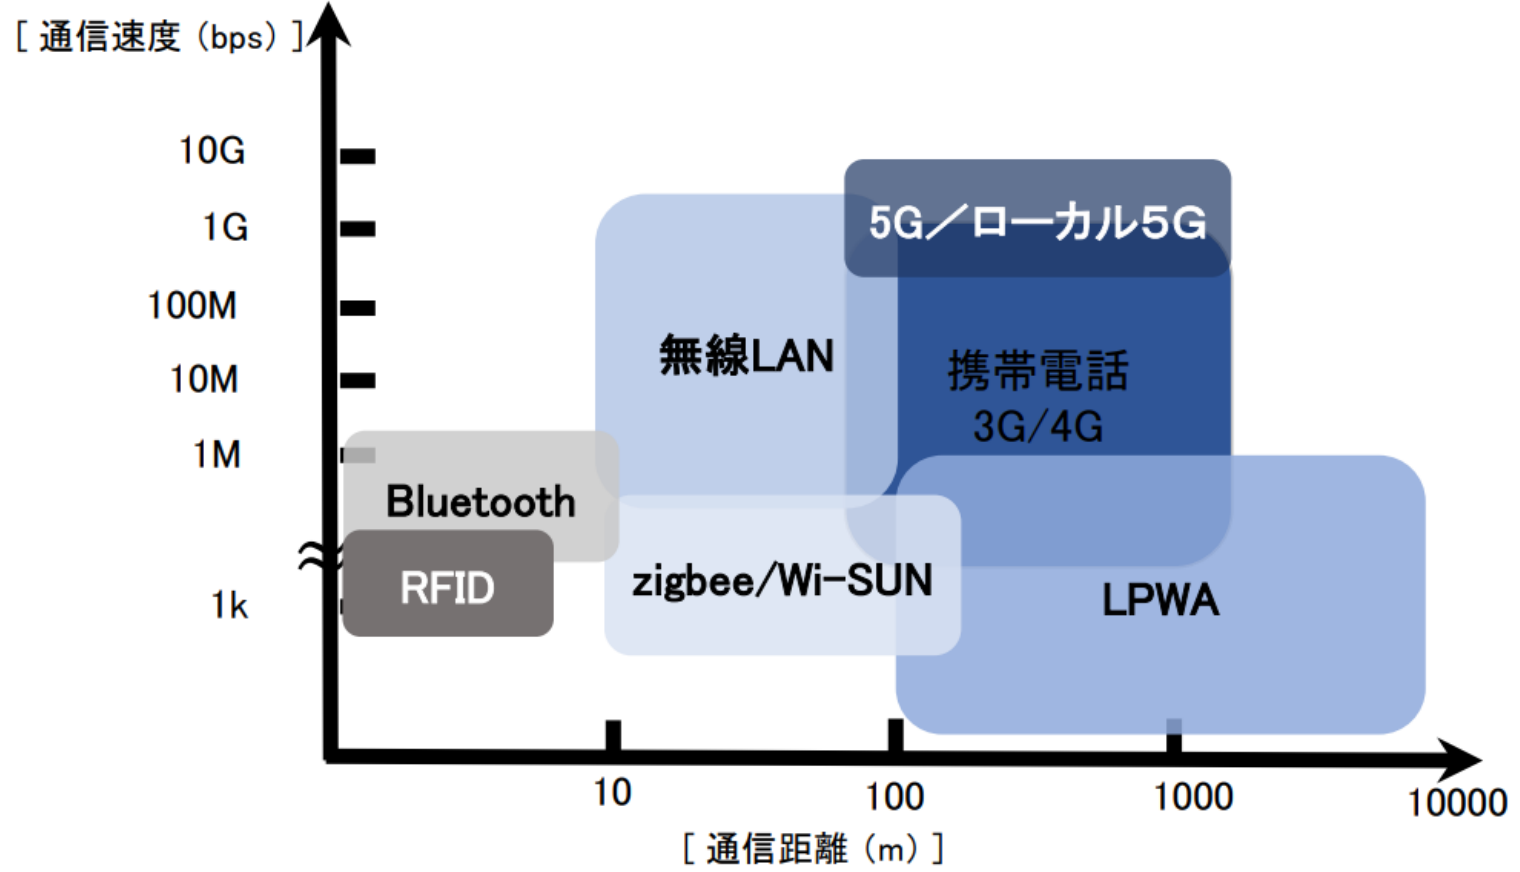 [ 通信速度（bps） ]
10G
1G
100M
10M
1M
1k
5G／ローカル5G
無線LAN
携帯電話
3G/4G
Bluetooth
RFID
zigbee/Wi-SUN
LPWA
10
100
1000
10000
[ 通信距離（m） ]